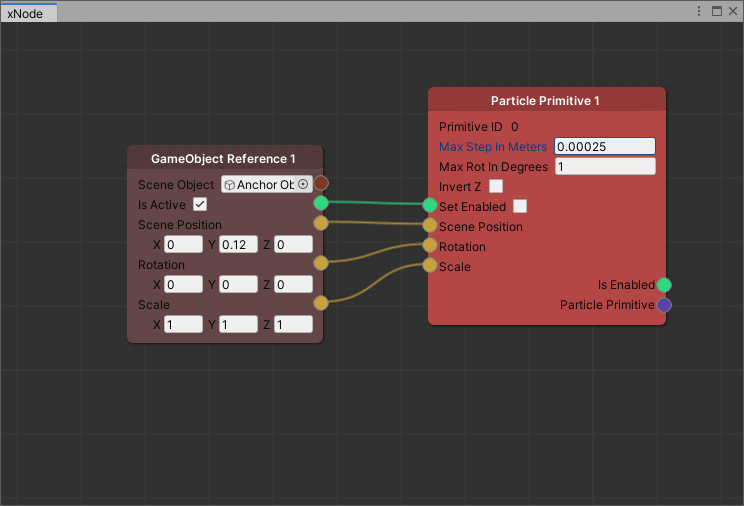 xNode
GameObject Reference 1
Scene Object Anchor Ob
Is Active
Scene Position
X 0 Y 0.12 Z 0
Rotation
X 0 Y 0 Z 0
Scale
X 1 Y 1 Z 1
Particle Primitive 1
Primitive ID 0
Max Step In Meters 0.00025
Max Rot In Degrees 1
Invert Z
Set Enabled
Scene Position
Rotation
Scale
Is Enabled
Particle Primitive